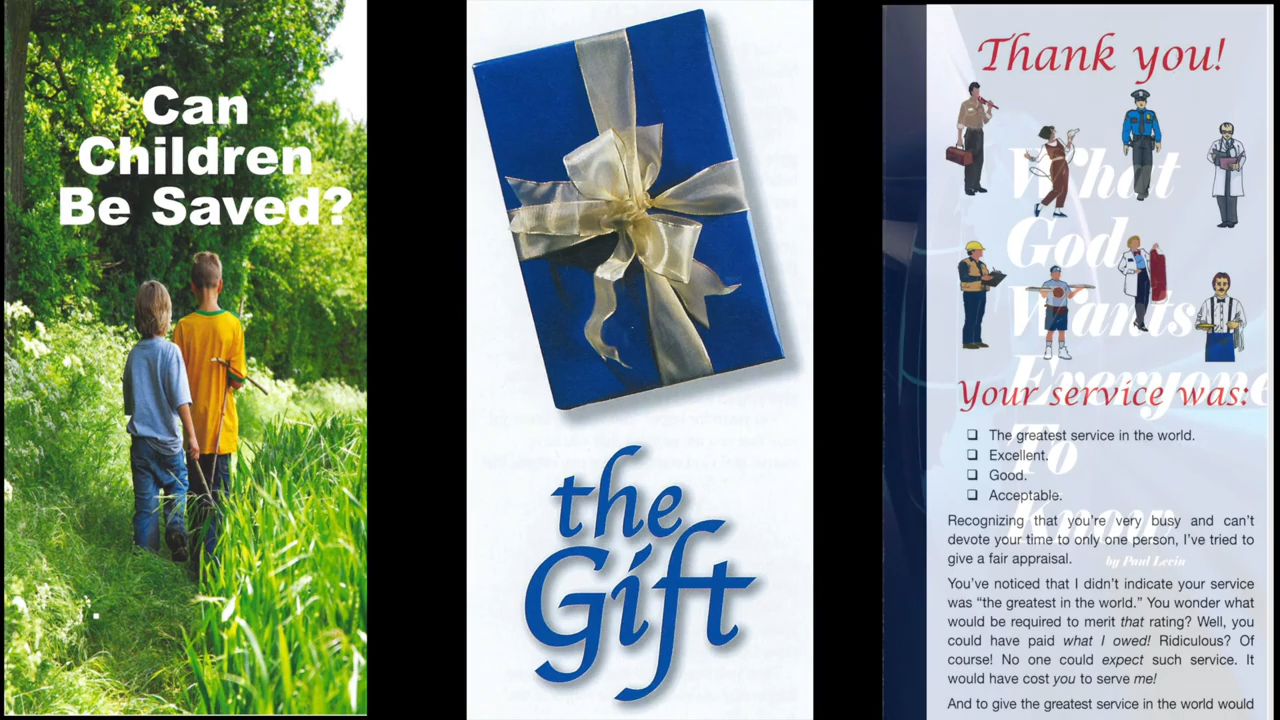 Can
Children
Be Saved?
the
Gift
Thank you!
What
God
Wants
Everyone
To
Know
by Paul Levin
Your service was:
❑ The greatest service in the world.
❑ Excellent.
❑ Good.
❑ Acceptable.
Recognizing that you’re very busy and can’t
devote your time to only one person, I’ve tried to
give a fair appraisal.
You’ve noticed that I didn’t indicate your service
was “the greatest in the world.” You wonder what
would be required to merit that rating? Well, you
could have paid what I owed! Ridiculous? Of
course! No one could expect such service. It
would have cost you to serve me!
And to give the greatest service in the world would